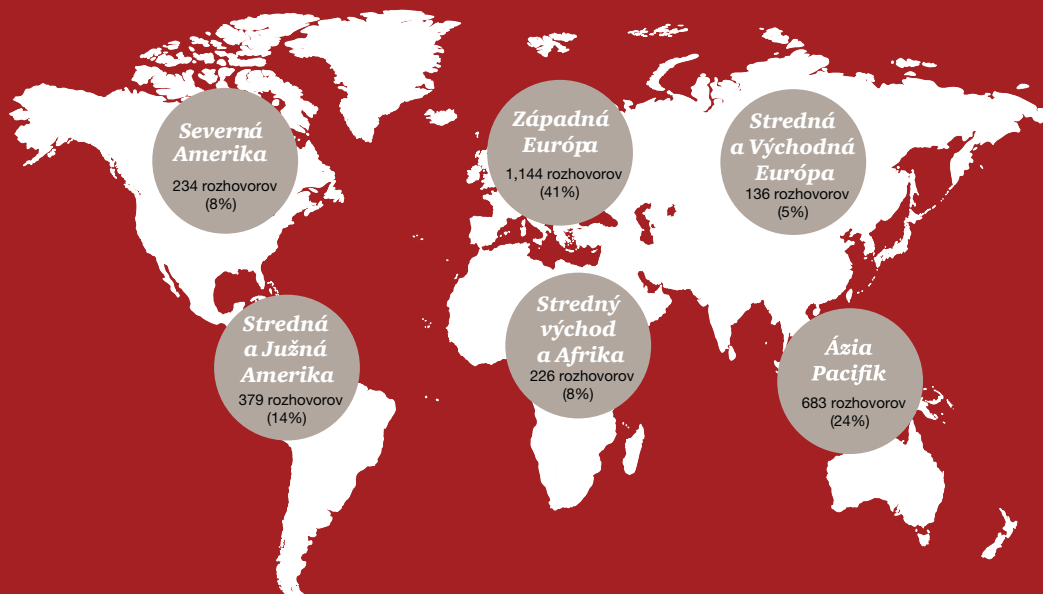 Severná
Amerika
234 rozhovorov
(8%)
Západná
Európa
1,144 rozhovorov
(41%)
Stredná
a Východná
Európa
136 rozhovorov
(5%)
Stredná
a Južná
Amerika
379 rozhovorov
(14%)
Stredný
východ
a Afrika
226 rozhovorov
(8%)
Ázia
Pacifik
683 rozhovorov
(24%)